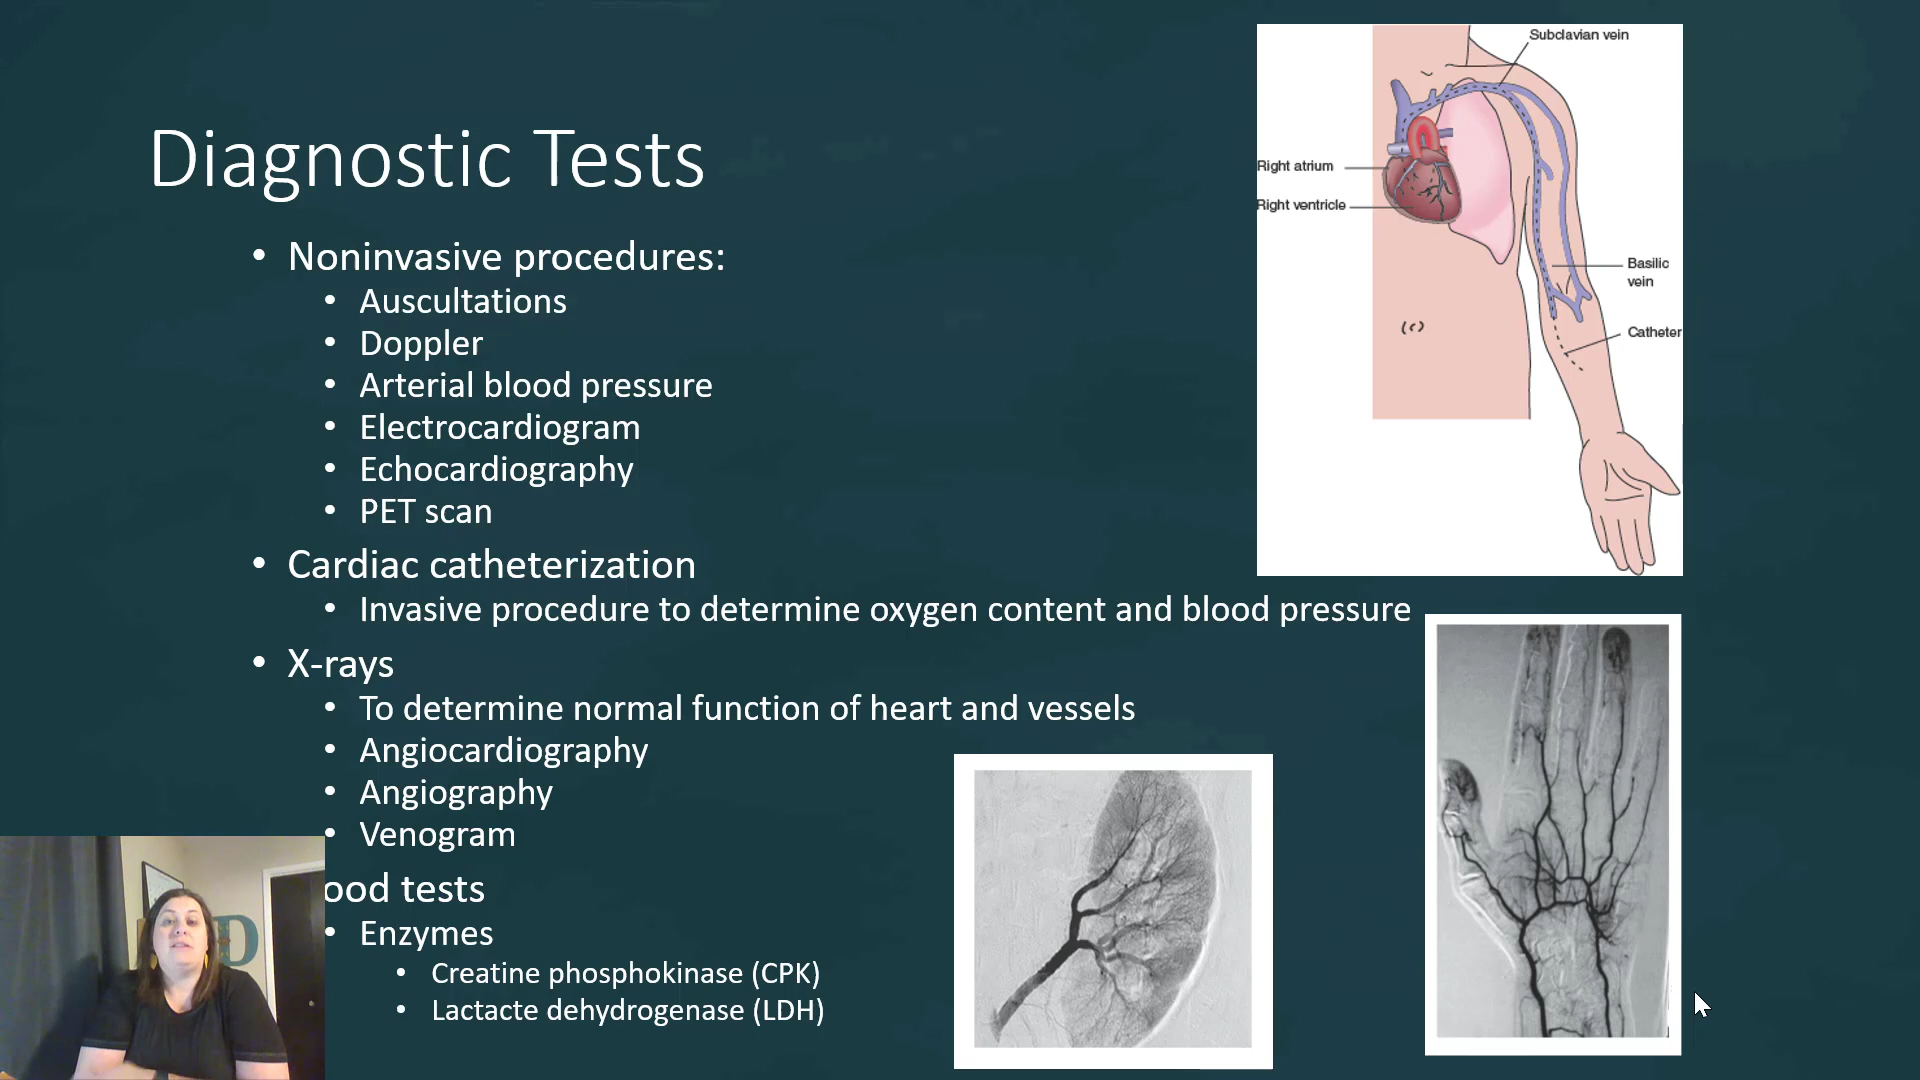 Diagnostic Tests
• Noninvasive procedures:
• Auscultations
• Doppler
• Arterial blood pressure
• Electrocardiogram
• Echocardiography
• PET scan
• Cardiac catheterization
• Invasive procedure to determine oxygen content and blood pressure
• X-rays
• To determine normal function of heart and vessels
• Angiocardiography
• Angiography
• Venogram
ood tests
• Enzymes
• Creatine phosphokinase (CPK)
• Lactacte dehydrogenase (LDH)
Subclavian vein
Right atrium
Right ventricle
Basilic
vein
Catheter
D